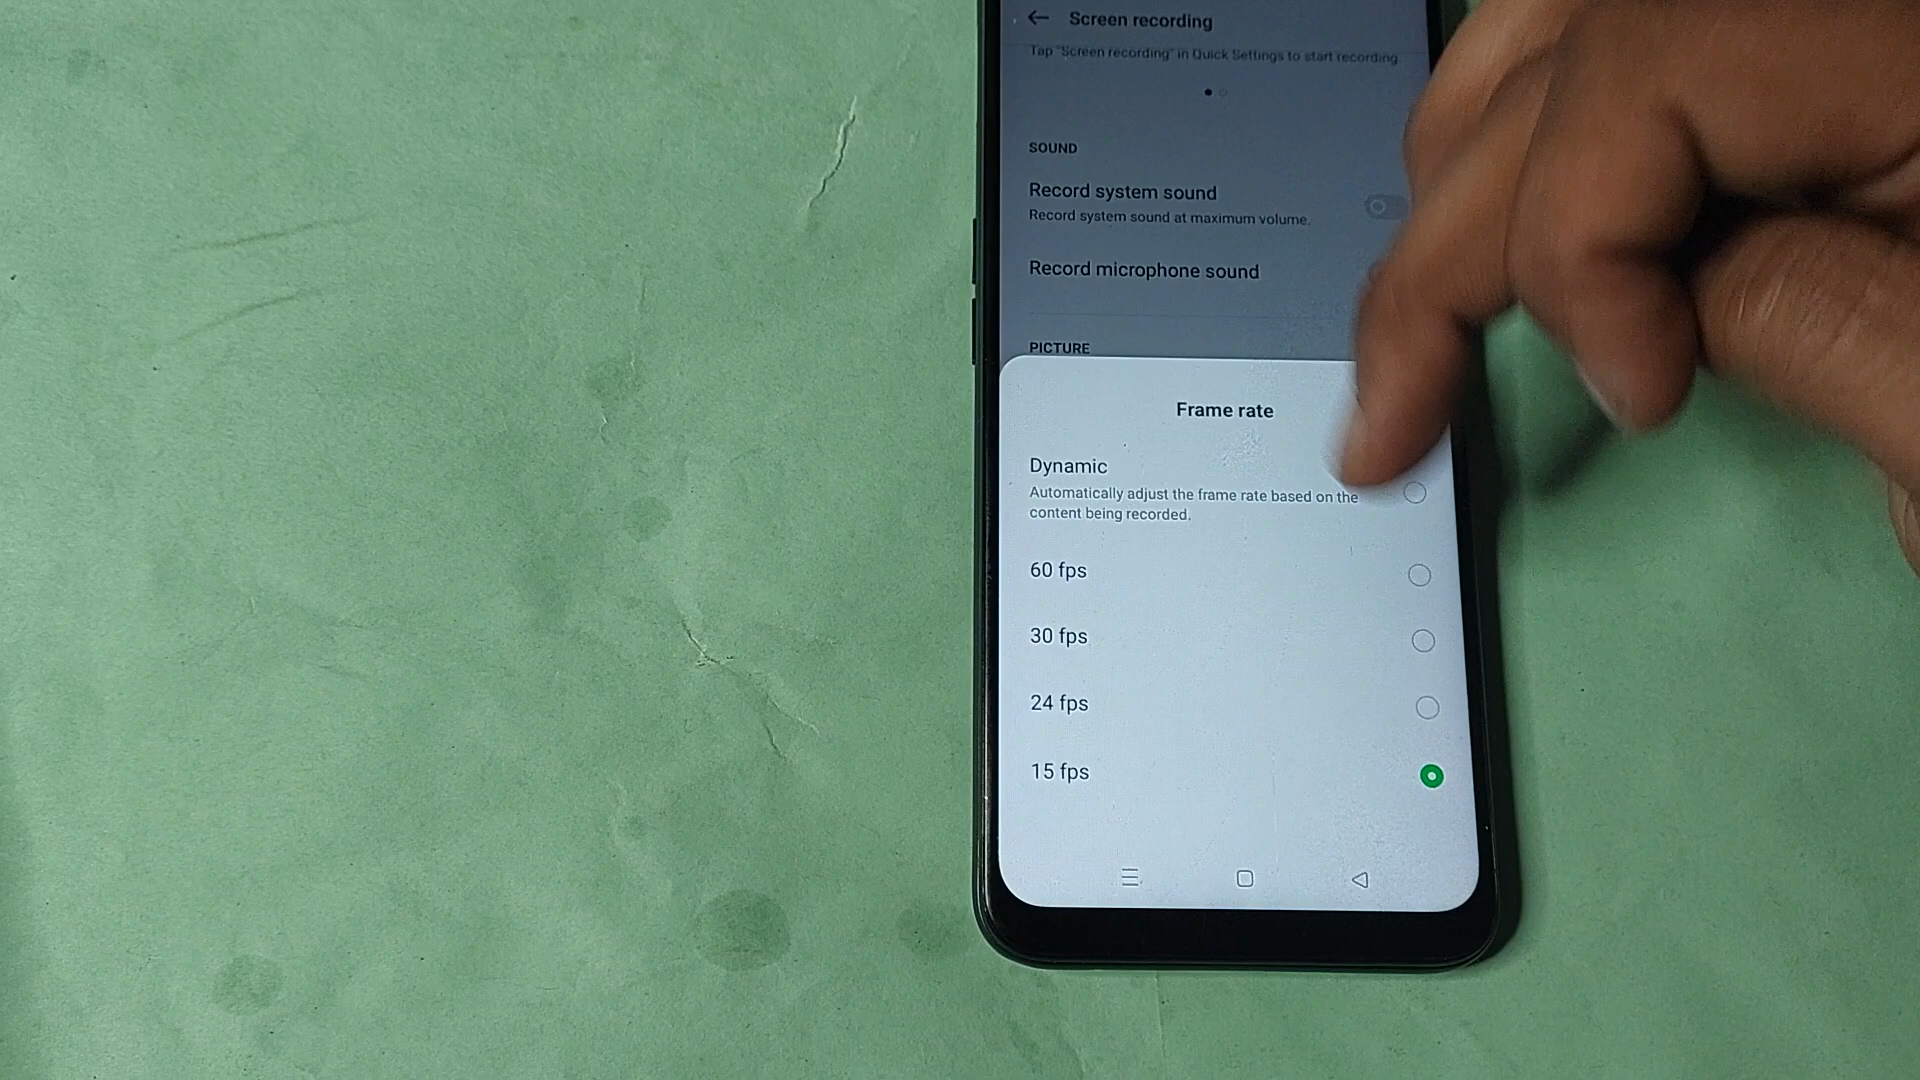 Screen recording
Tap "Screen recording" in Quick Settings to start recording
SOUND
Record system sound
Record system sound at maximum volume.
Record microphone sound
PICTURE
Frame rate
Dynamic
Automatically adjust the frame rate based on the
content being recorded.
60 fps
30 fps
24 fps
15 fps